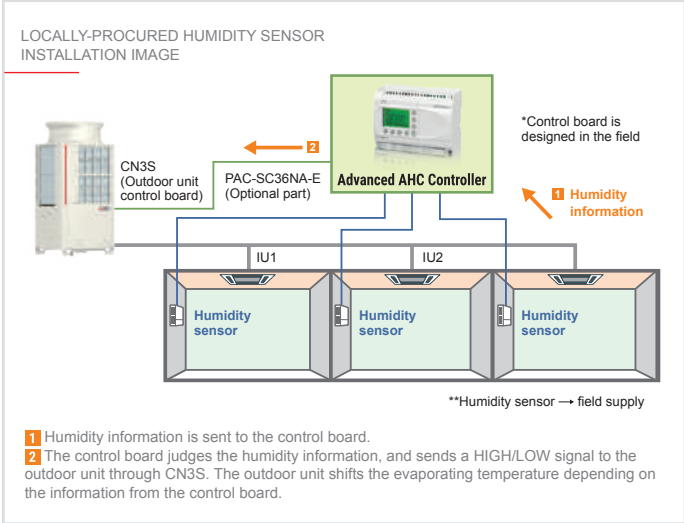 LOCALLY-PROCURED HUMIDITY SENSOR
INSTALLATION IMAGE
*Control board is
designed in the field
2
CN3S
(Outdoor unit
control board)
PAC-SC36NA-E
(Optional part)
Advanced AHC Controller
1 Humidity
information
IU1
IU2
Humidity
sensor
Humidity
sensor
Humidity
sensor
**Humidity sensor → field supply
1 Humidity information is sent to the control board.
2 The control board judges the humidity information, and sends a HIGH/LOW signal to the
outdoor unit through CN3S. The outdoor unit shifts the evaporating temperature depending on
the information from the control board.